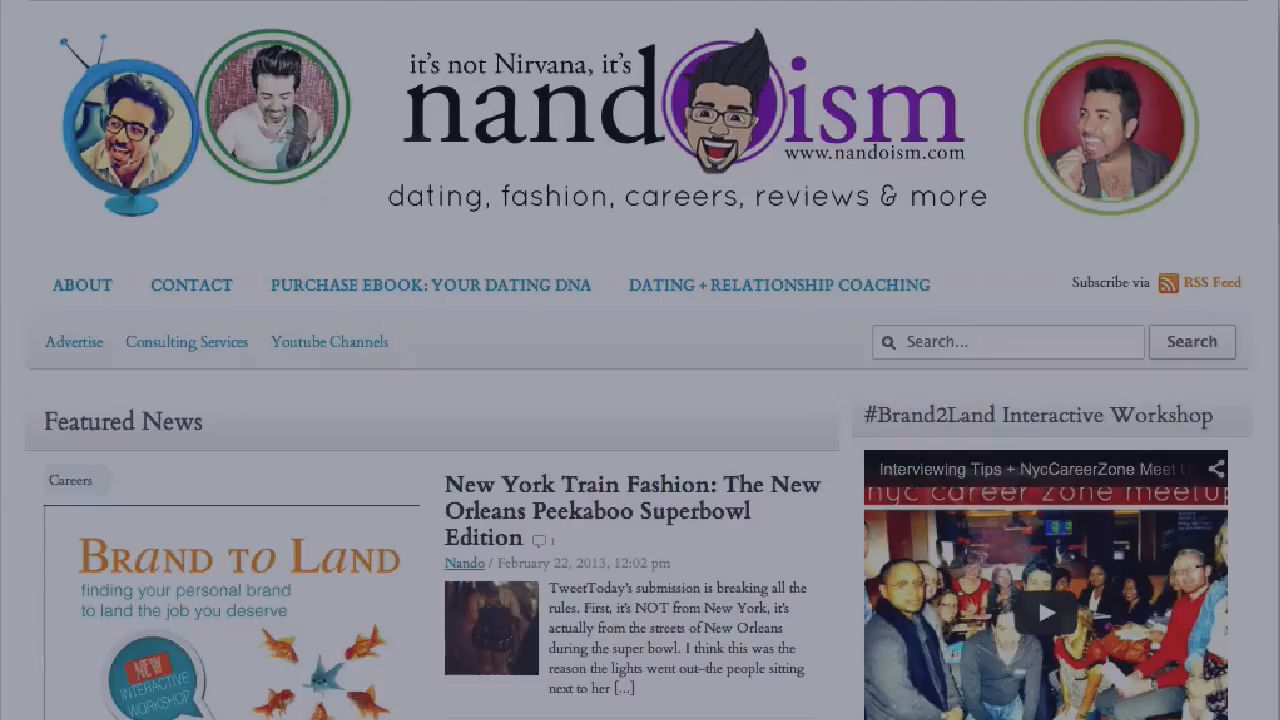 it's not Nirvana, it's
nandoism
www.nandoism.com
dating, fashion, careers, reviews & more
ABOUT CONTACT PURCHASE EBOOK: YOUR DATING DNA DATING + RELATIONSHIP COACHING
Subscribe via RSS Feed
Advertise Consulting Services Youtube Channels
Search... Search
Featured News
Careers
BRAND TO LAND
finding your personal brand
to land the job you deserve
NEW
INTERACTIVE
WORKSHOP
New York Train Fashion: The New
Orleans Peekaboo Superbowl
Edition 1
Nando / February 22, 2013, 12:02 pm
TweetToday's submission is breaking all the
rules. First, it's NOT from New York, it's
actually from the streets of New Orleans
during the super bowl. I think this was the
reason the lights went out–the people sitting
next to her [...]
#Brand2Land Interactive Workshop
Interviewing Tips + NycCareerZone Meet U
nyc career zone meetup